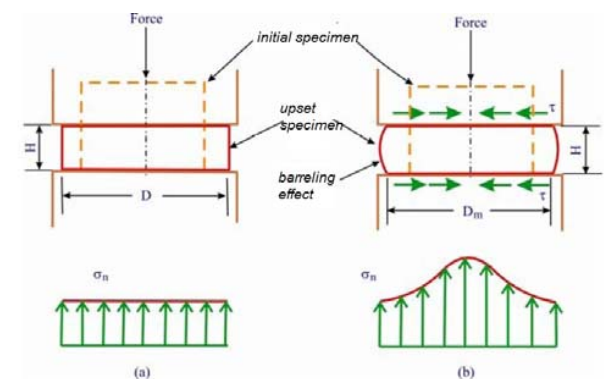 Force
initial specimen
Force
τ
upset
specimen
H
H
barreling
effect
D
τ
Dm
σn
σn
(a)
(b)